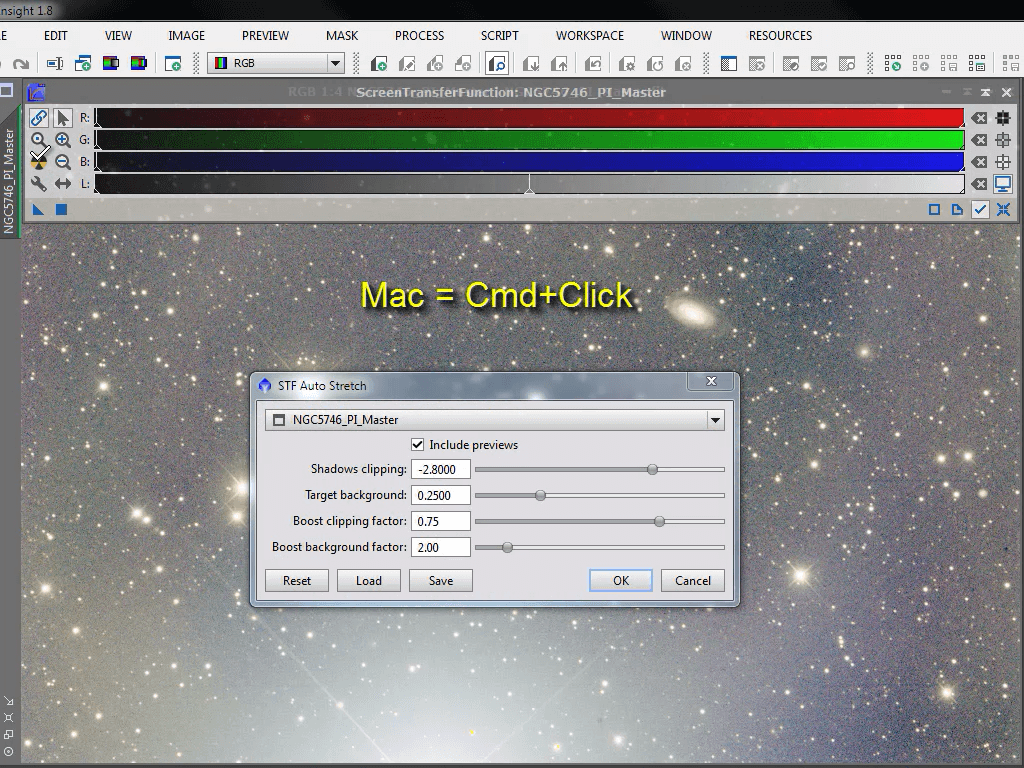 nsight 1.8
E EDIT VIEW IMAGE PREVIEW MASK PROCESS SCRIPT WORKSPACE WINDOW RESOURCES
RGB
ScreenTransferFunction: NGC5746_PI_Master
R:
G:
B:
L:
NGC5746_PI_Master
Mac = Cmd+Click
STF Auto Stretch
NGC5746_PI_Master
Include previews
Shadows clipping: -2.8000
Target background: 0.2500
Boost clipping factor: 0.75
Boost background factor: 2.00
Reset Load Save OK Cancel